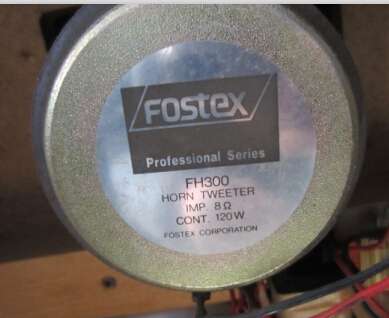 FOSTEX
Professional Series
FH300
HORN TWEETER
IMP. 8Ω
CONT. 120W
FOSTEX CORPORATION